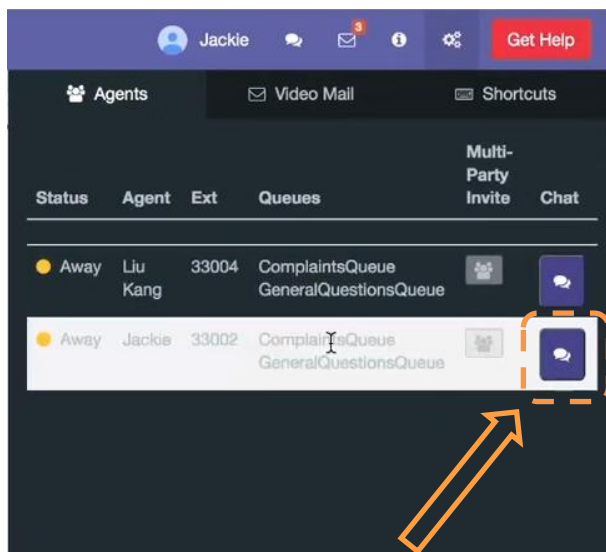 Jackie 3 Get Help
Agents Video Mail Shortcuts
Multi-
Party
Status Agent Ext Queues Invite Chat
Away Liu 33004 ComplaintsQueue
Kang GeneralQuestionsQueue
Away Jackie 33002 ComplaintsQueue
GeneralQuestionsQueue